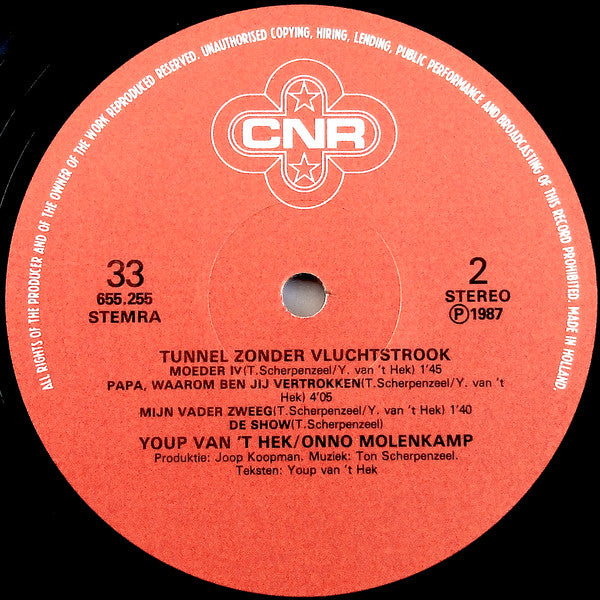 ALL RIGHTS OF THE PRODUCER AND OF THE OWNER OF THE WORK REPRODUCED RESERVED. UNAUTHORISED COPYING, HIRING, LENDING, PUBLIC PERFORMANCE AND BROADCASTING OF THIS RECORD PROHIBITED. MADE IN HOLLAND.
CNR
33
655.255
STEMRA
2
STEREO
Ⓟ1987
TUNNEL ZONDER VLUCHTSTROOK
MOEDER IV(T.Scherpenzeel/Y. van 't Hek) 1'45
PAPA, WAAROM BEN JIJ VERTROKKEN(T.Scherpenzeel/Y. van 't
Hek) 4'05
MIJN VADER ZWEEG(T.Scherpenzeel/Y. van 't Hek) 1'40
DE SHOW(T.Scherpenzeel)
YOUP VAN 'T HEK/ONNO MOLENKAMP
Produktie: Joop Koopman. Muziek: Ton Scherpenzeel.
Teksten: Youp van 't Hek